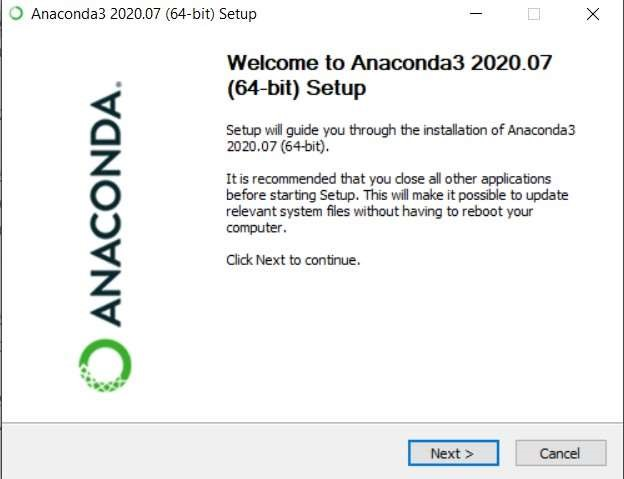 Anaconda3 2020.07 (64-bit) Setup
ANACONDA.
Welcome to Anaconda3 2020.07
(64-bit) Setup
Setup will guide you through the installation of Anaconda3
2020.07 (64-bit).
It is recommended that you close all other applications
before starting Setup. This will make it possible to update
relevant system files without having to reboot your
computer.
Click Next to continue.
Next >
Cancel